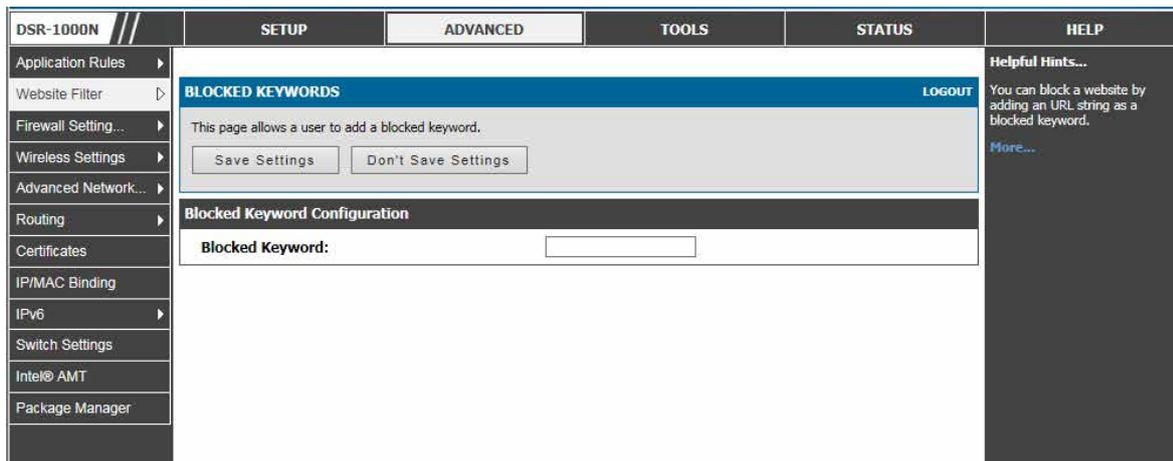 DSR-1000N SETUP ADVANCED TOOLS STATUS HELP
Application Rules
Website Filter
Firewall Setting...
Wireless Settings
Advanced Network...
Routing
Certificates
IP/MAC Binding
IPv6
Switch Settings
Intel® AMT
Package Manager
BLOCKED KEYWORDS LOGOUT
This page allows a user to add a blocked keyword.
Save Settings Don't Save Settings
Blocked Keyword Configuration
Blocked Keyword:
Helpful Hints...
You can block a website by
adding an URL string as a
blocked keyword.
More...